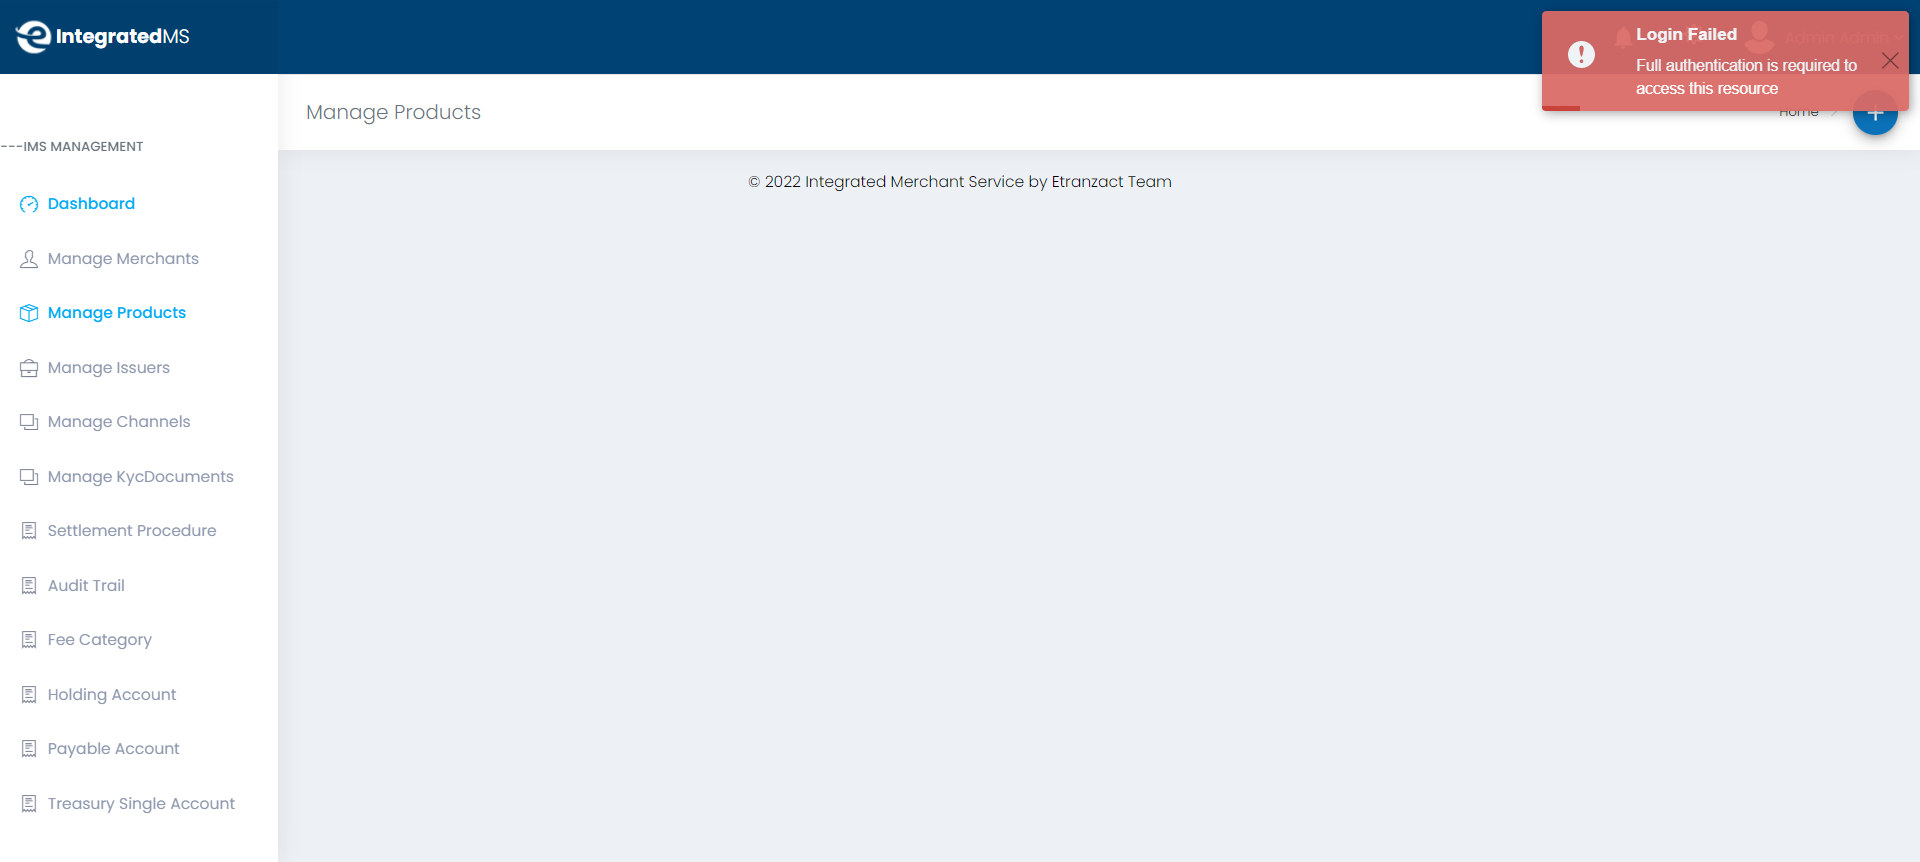 IntegratedMS
Login Failed
Full authentication is required to
access this resource
Admin Admin
Manage Products
Home
---IMS MANAGEMENT
Dashboard
Manage Merchants
Manage Products
Manage Issuers
Manage Channels
Manage KycDocuments
Settlement Procedure
Audit Trail
Fee Category
Holding Account
Payable Account
Treasury Single Account
© 2022 Integrated Merchant Service by Etranzact Team